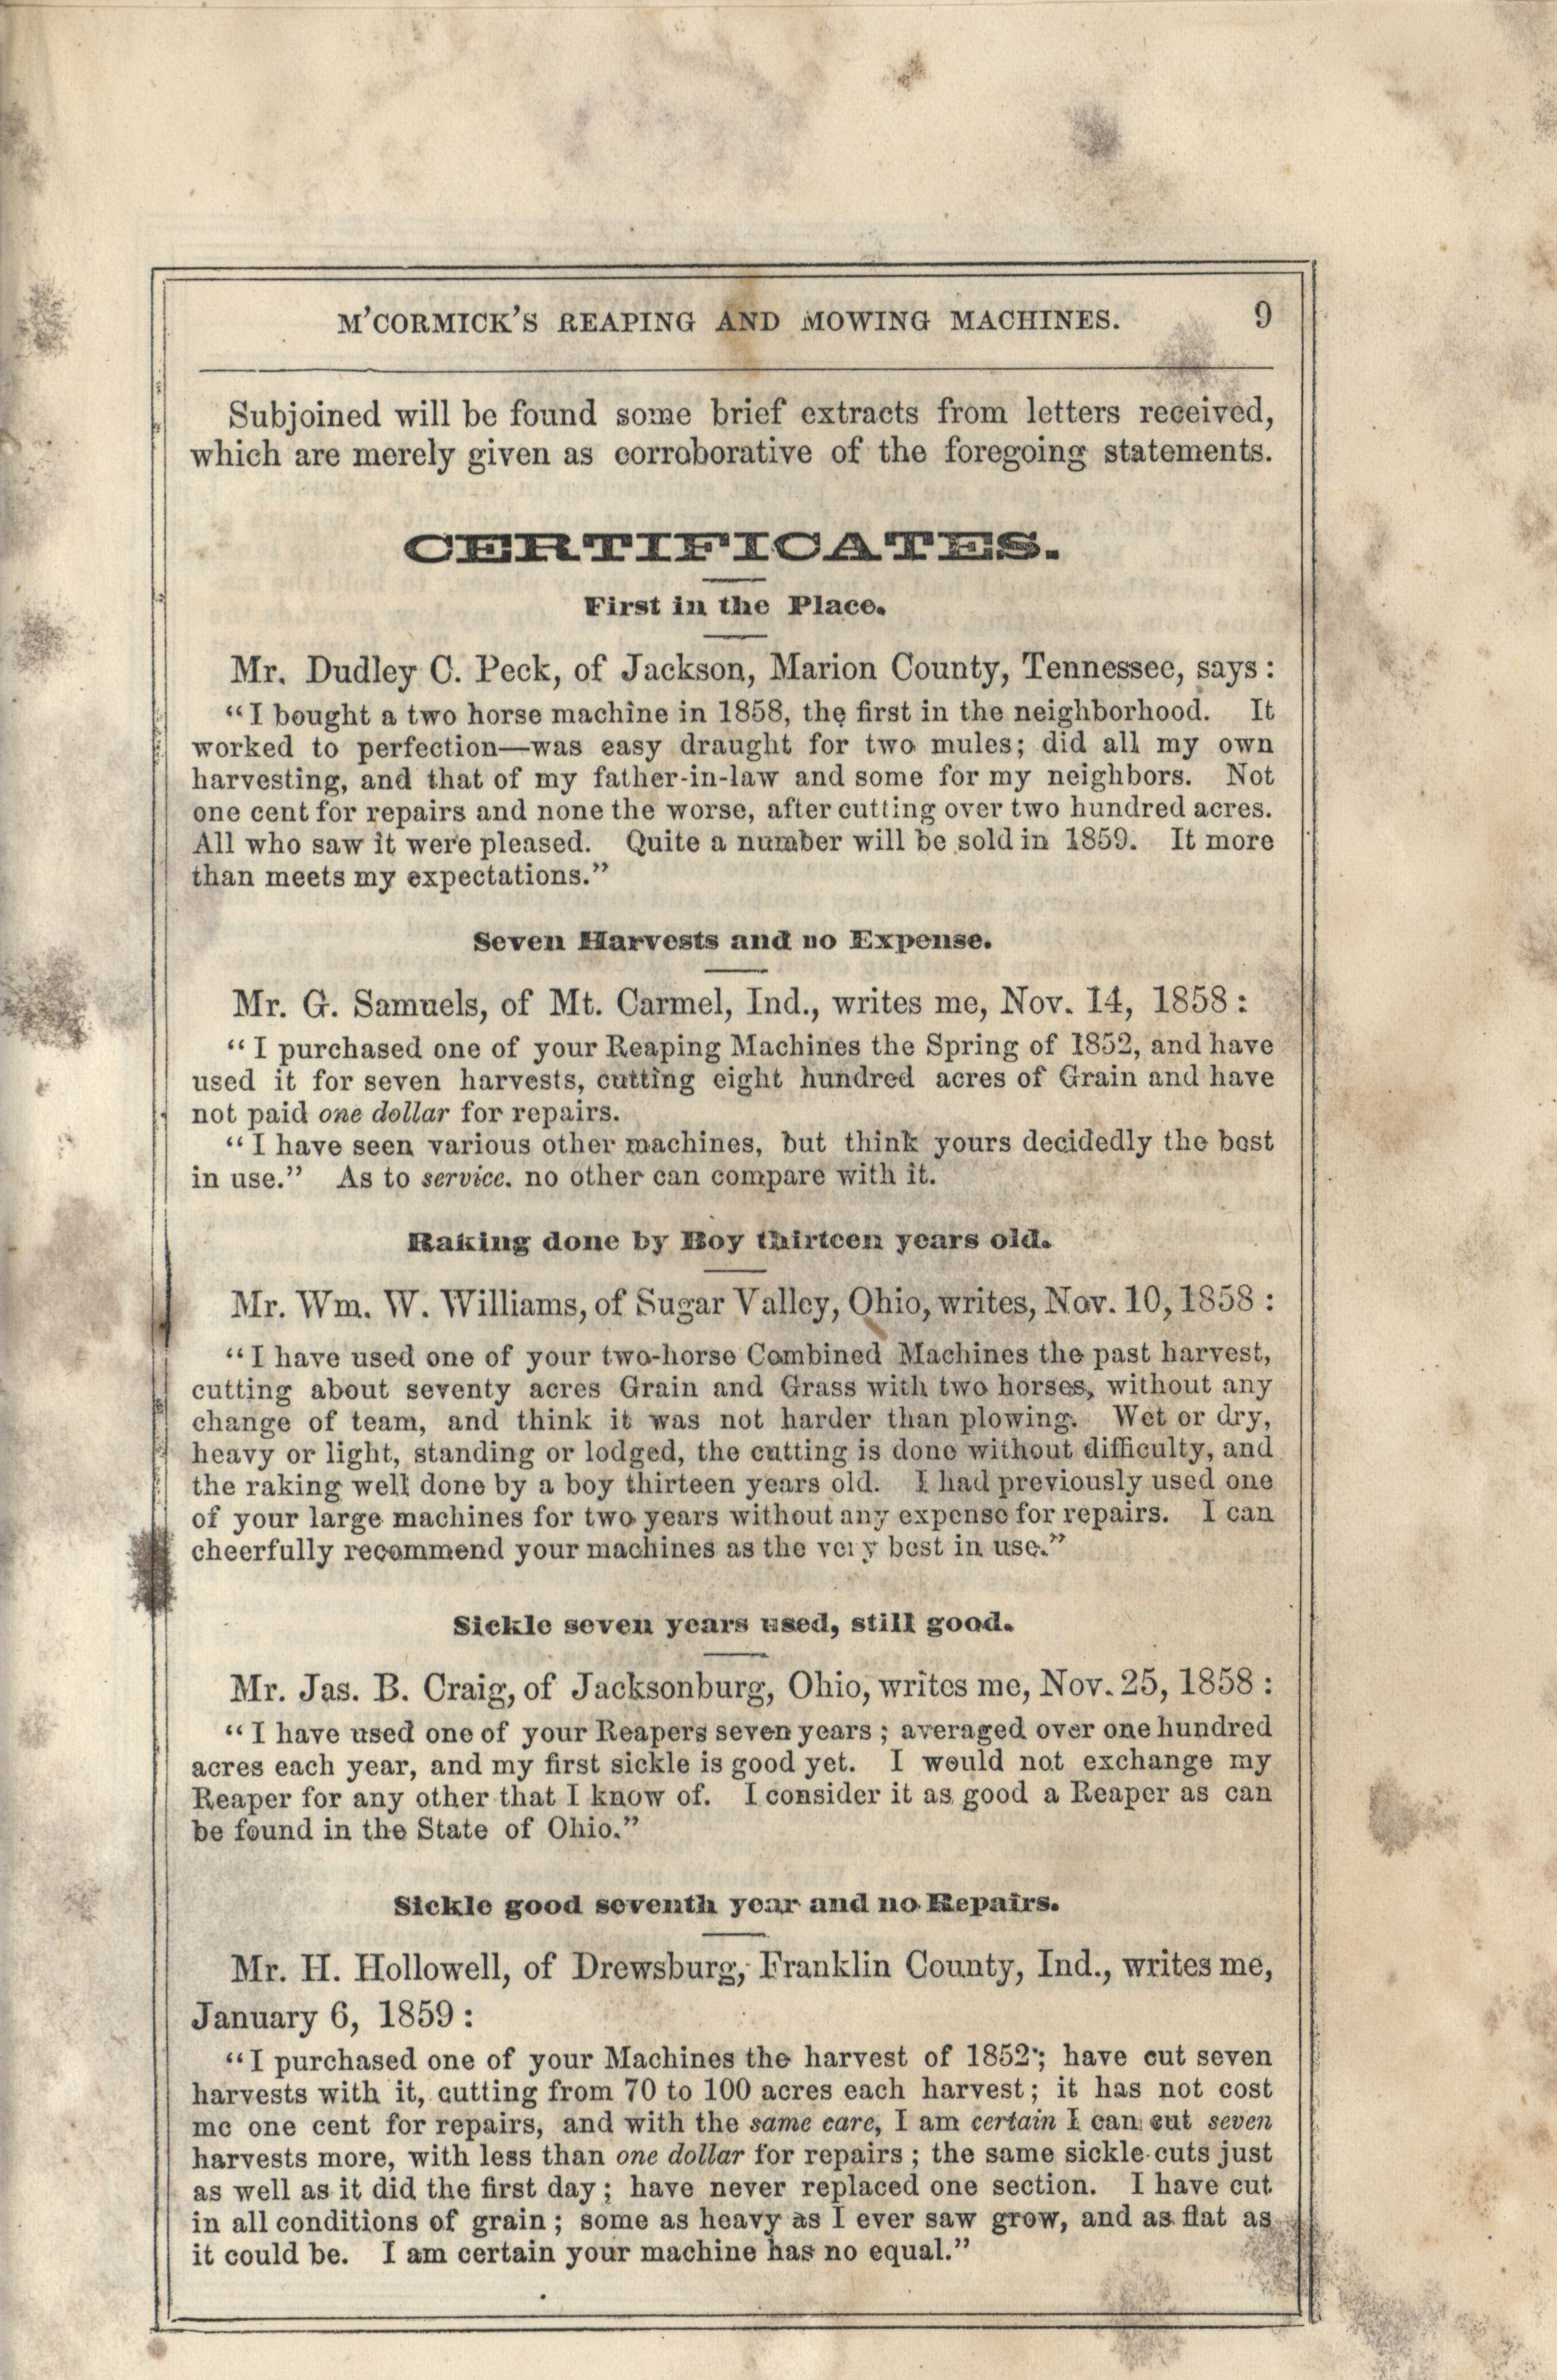 M'CORMICK'S REAPING AND MOWING MACHINES. 9
Subjoined will be found some brief extracts from letters received,
which are merely given as corroborative of the foregoing statements.
CERTIFICATES.
First in the Place.
Mr. Dudley C. Peck, of Jackson, Marion County, Tennessee, says:
"I bought a two horse machine in 1858, the first in the neighborhood. It
worked to perfection—was easy draught for two mules; did all my own
harvesting, and that of my father-in-law and some for my neighbors. Not
one cent for repairs and none the worse, after cutting over two hundred acres.
All who saw it were pleased. Quite a number will be sold in 1859. It more
than meets my expectations."
Seven Harvests and no Expense.
Mr. G. Samuels, of Mt. Carmel, Ind., writes me, Nov. 14, 1858:
"I purchased one of your Reaping Machines the Spring of 1852, and have
used it for seven harvests, cutting eight hundred acres of Grain and have
not paid one dollar for repairs.
"I have seen various other machines, but think yours decidedly the best
in use." As to service. no other can compare with it.
Raking done by Boy thirteen years old.
Mr. Wm. W. Williams, of Sugar Valley, Ohio, writes, Nov. 10, 1858:
"I have used one of your two-horse Combined Machines the past harvest,
cutting about seventy acres Grain and Grass with two horses, without any
change of team, and think it was not harder than plowing. Wet or dry,
heavy or light, standing or lodged, the cutting is done without difficulty, and
the raking well done by a boy thirteen years old. I had previously used one
of your large machines for two years without any expense for repairs. I can
cheerfully recommend your machines as the very best in use."
Sickle seven years used, still good.
Mr. Jas. B. Craig, of Jacksonburg, Ohio, writes me, Nov. 25, 1858:
"I have used one of your Reapers seven years; averaged over one hundred
acres each year, and my first sickle is good yet. I would not exchange my
Reaper for any other that I know of. I consider it as good a Reaper as can
be found in the State of Ohio."
Sickle good seventh year and no Repairs.
Mr. H. Hollowell, of Drewsburg, Franklin County, Ind., writes me,
January 6, 1859:
"I purchased one of your Machines the harvest of 1852; have cut seven
harvests with it, cutting from 70 to 100 acres each harvest; it has not cost
me one cent for repairs, and with the same care, I am certain I can cut seven
harvests more, with less than one dollar for repairs; the same sickle cuts just
as well as it did the first day; have never replaced one section. I have cut
in all conditions of grain; some as heavy as I ever saw grow, and as flat as
it could be. I am certain your machine has no equal."